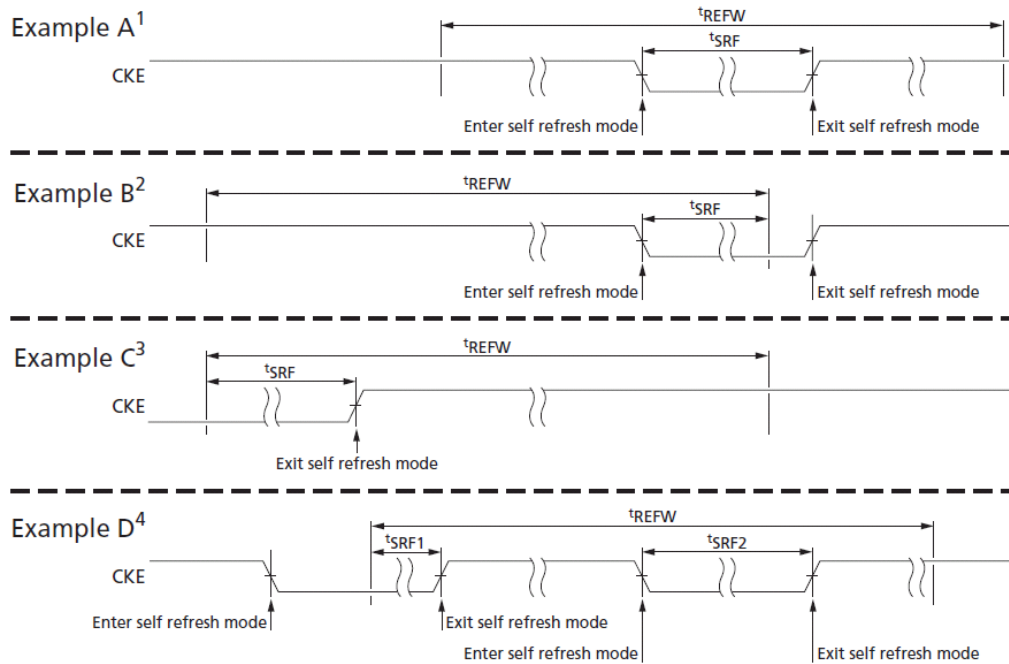 Example A¹
ᵗREFW
ᵗSRF
CKE
Enter self refresh mode
Exit self refresh mode
Example B²
ᵗREFW
ᵗSRF
CKE
Enter self refresh mode
Exit self refresh mode
Example C³
ᵗREFW
ᵗSRF
CKE
Exit self refresh mode
Example D⁴
ᵗREFW
ᵗSRF1
ᵗSRF2
CKE
Enter self refresh mode
Exit self refresh mode
Enter self refresh mode
Exit self refresh mode